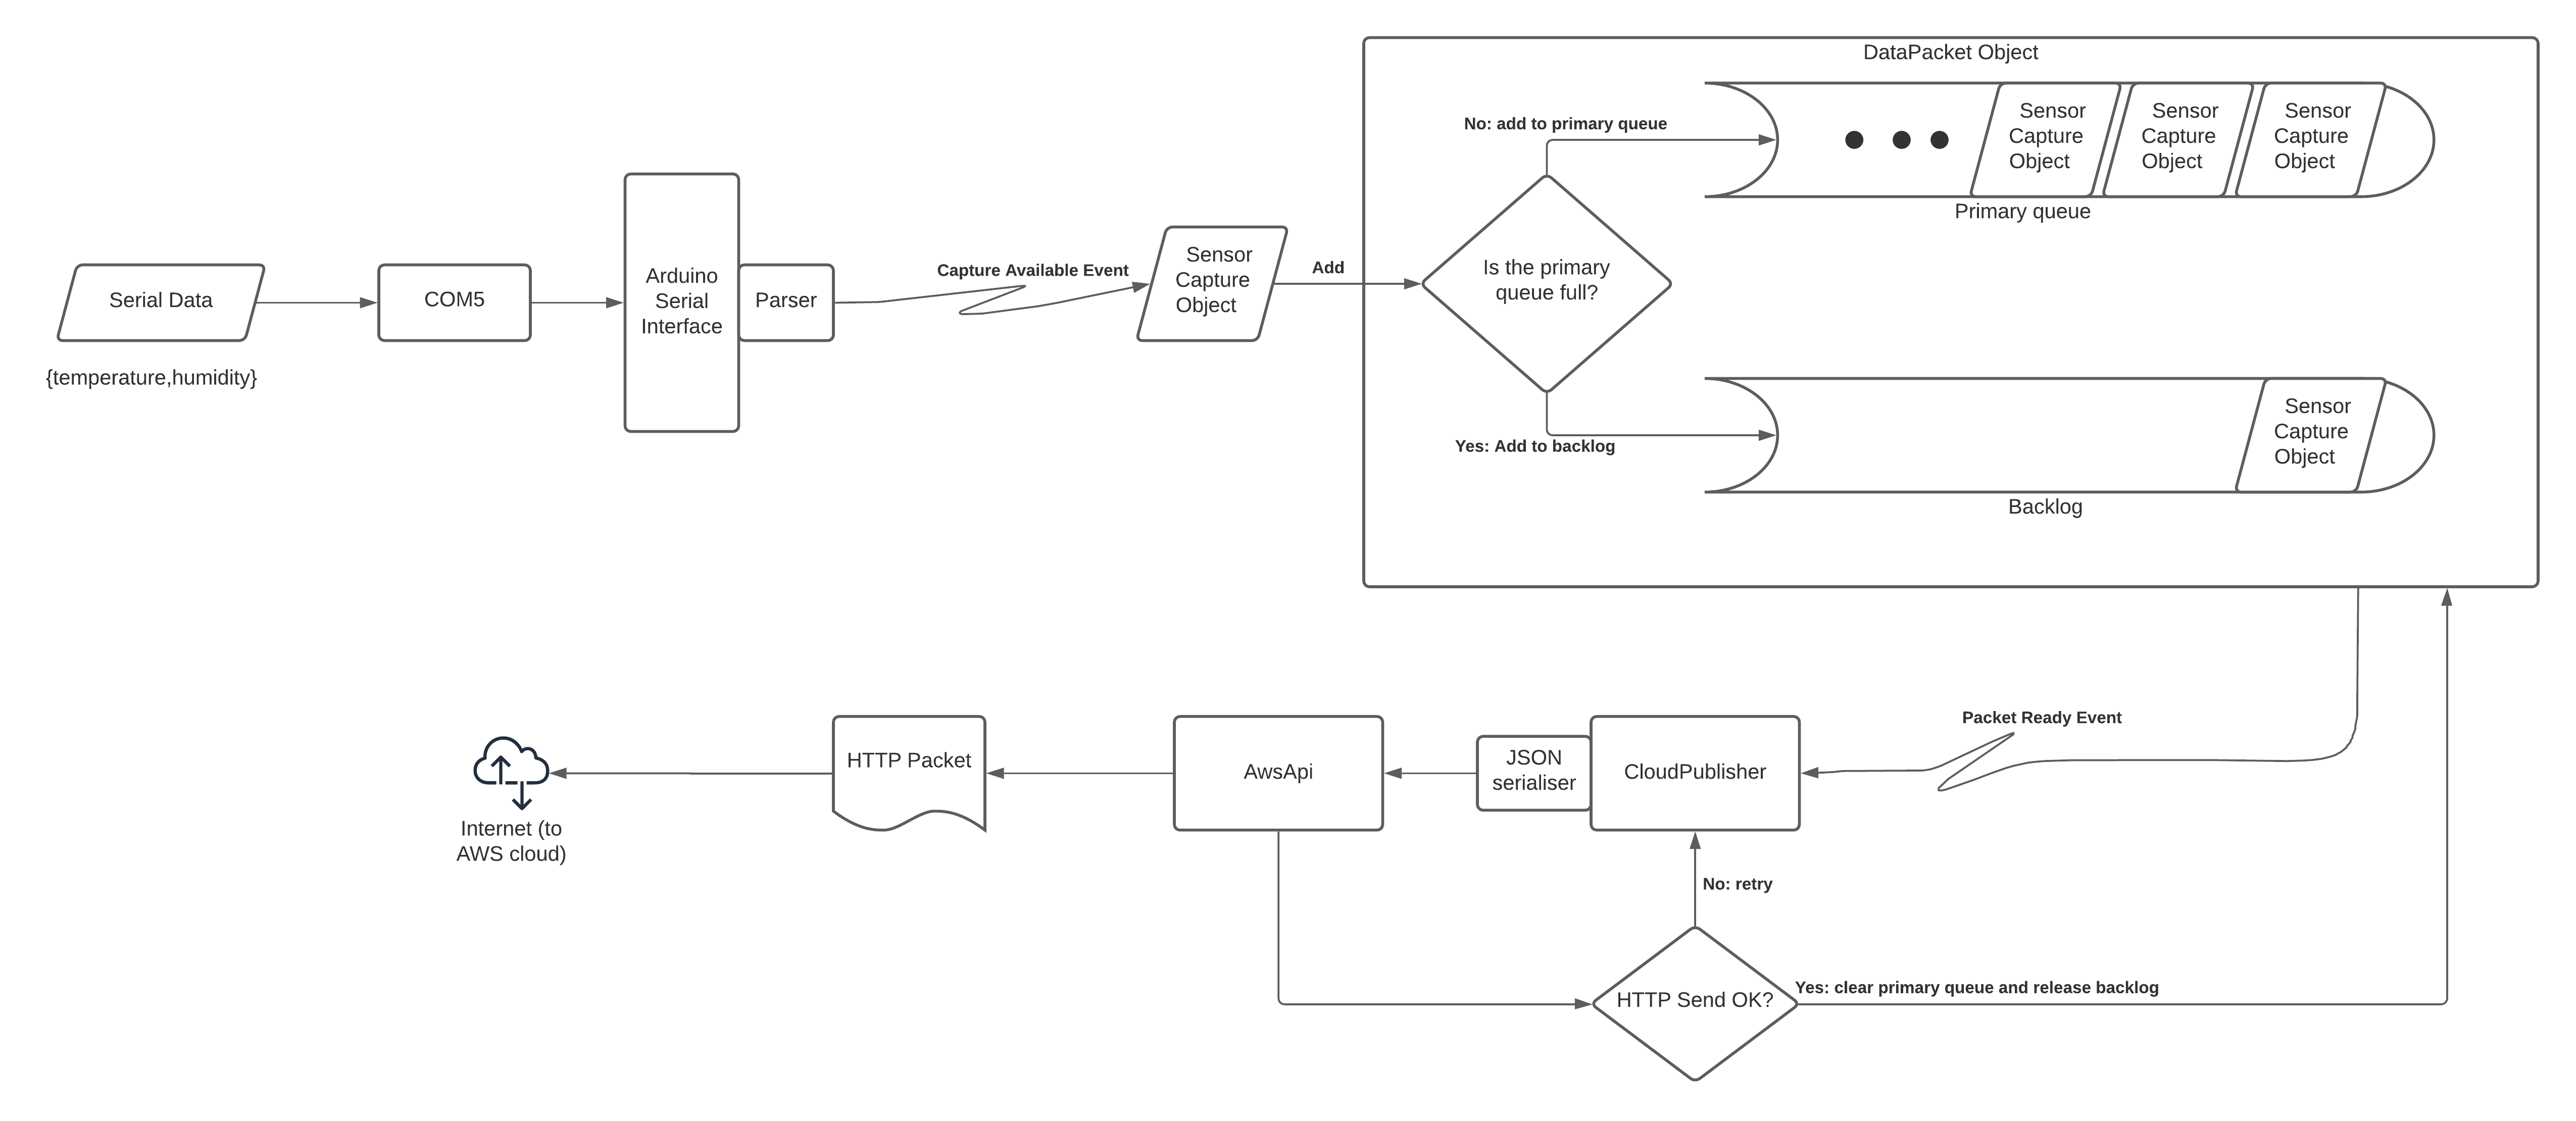 DataPacket Object
No: add to primary queue
Sensor
Capture
Object
Sensor
Capture
Object
Sensor
Capture
Object
Primary queue
Serial Data
{temperature,humidity}
COM5
Arduino
Serial
Interface
Parser
Capture Available Event
Sensor
Capture
Object
Add
Is the primary
queue full?
Yes: Add to backlog
Sensor
Capture
Object
Backlog
Packet Ready Event
CloudPublisher
JSON
serialiser
AwsApi
HTTP Packet
Internet (to
AWS cloud)
No: retry
HTTP Send OK?
Yes: clear primary queue and release backlog